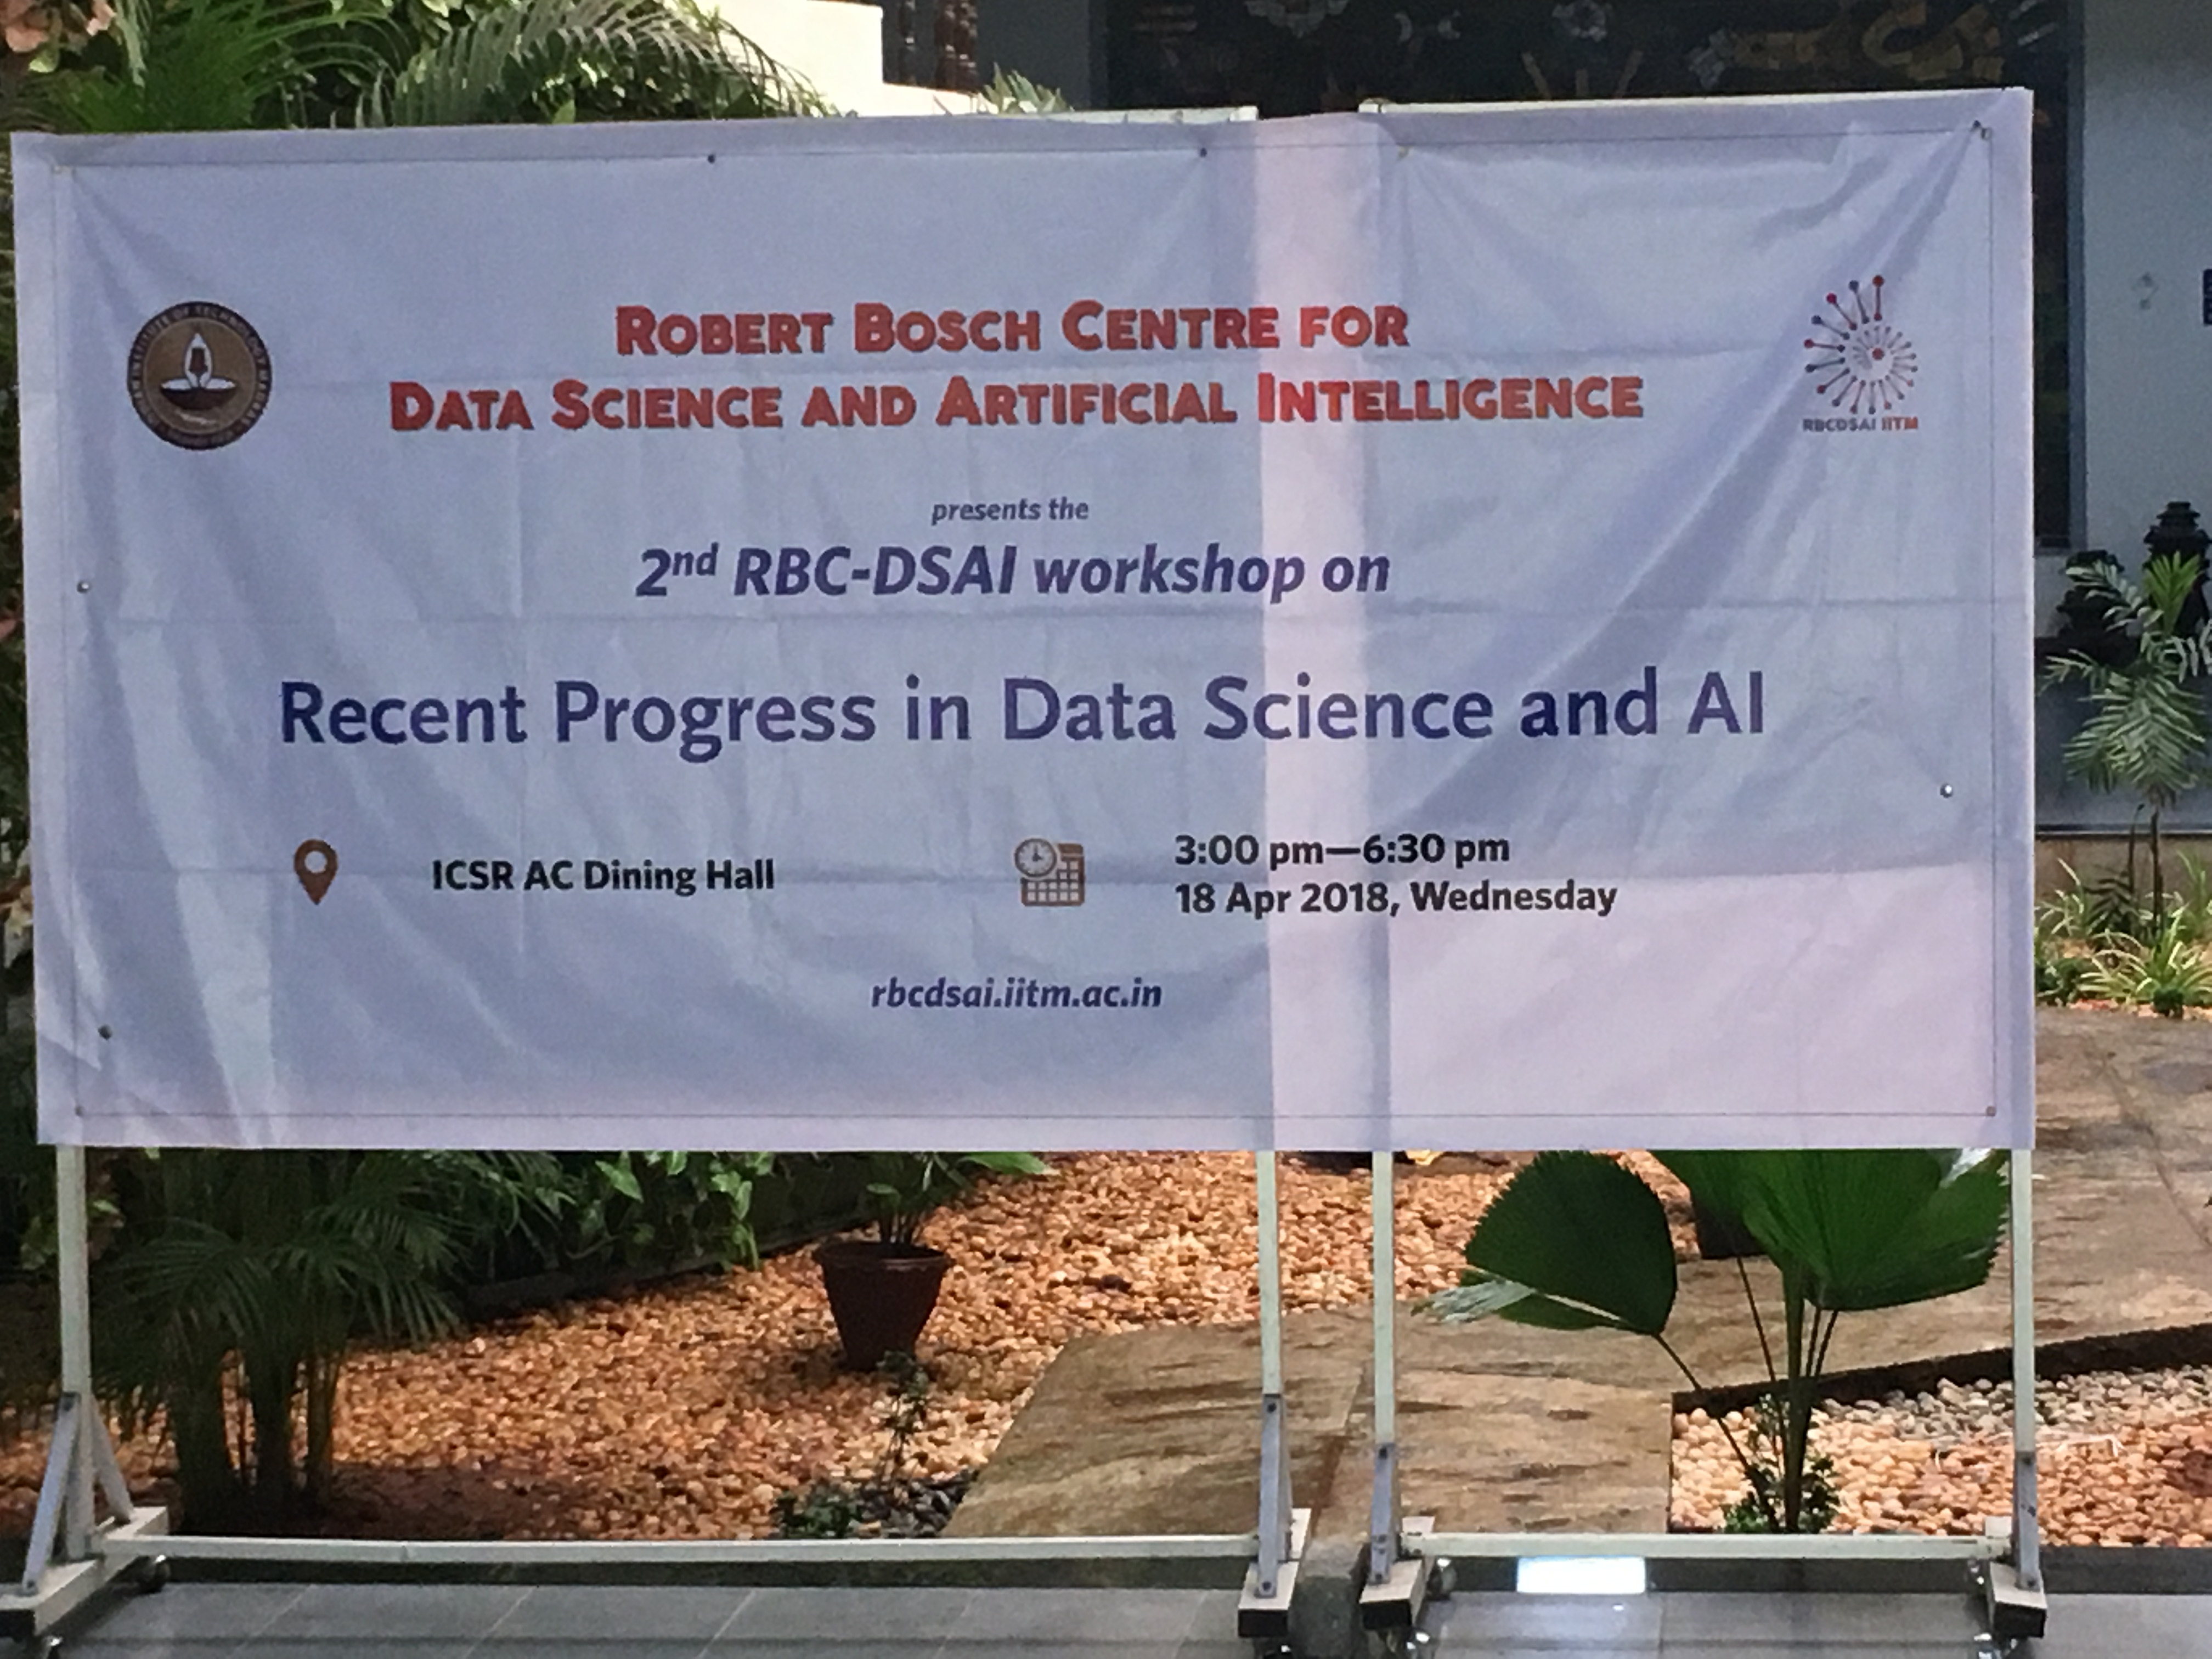 ROBERT BOSCH CENTRE FOR
DATA SCIENCE AND ARTIFICIAL INTELLIGENCE
RBCDSAI IITM
presents the
2nd RBC-DSAI workshop on
Recent Progress in Data Science and AI
ICSR AC Dining Hall
3:00 pm—6:30 pm
18 Apr 2018, Wednesday
rbcdsai.iitm.ac.in